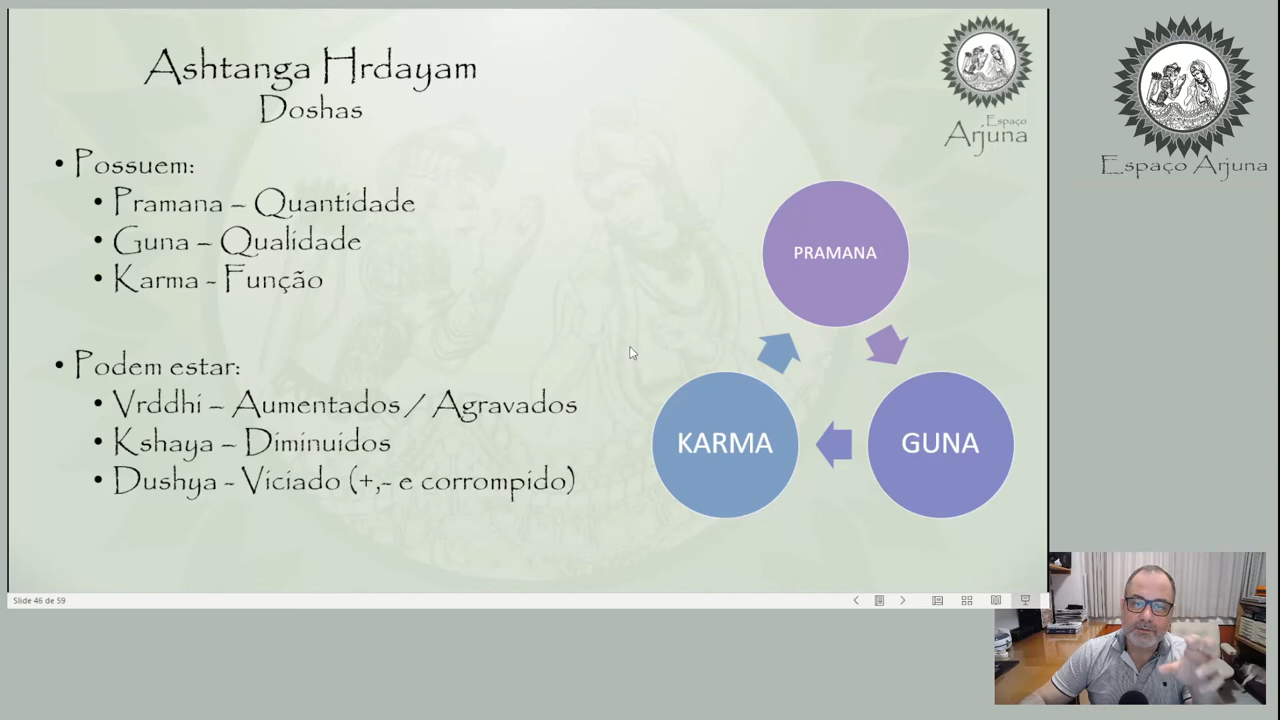 Ashtanga Hrdayam
Doshas
• Possuem:
• Pramana – Quantidade
• Guna – Qualidade
• Karma - Função
• Podem estar:
• Vrddhi – Aumentados / Agravados
• Kshaya – Diminuidos
• Dushya - Viciado (+,- e corrompido)
PRAMANA
GUNA
KARMA
Espaço
Arjuna
Espaço Arjuna
Slide 46 de 59